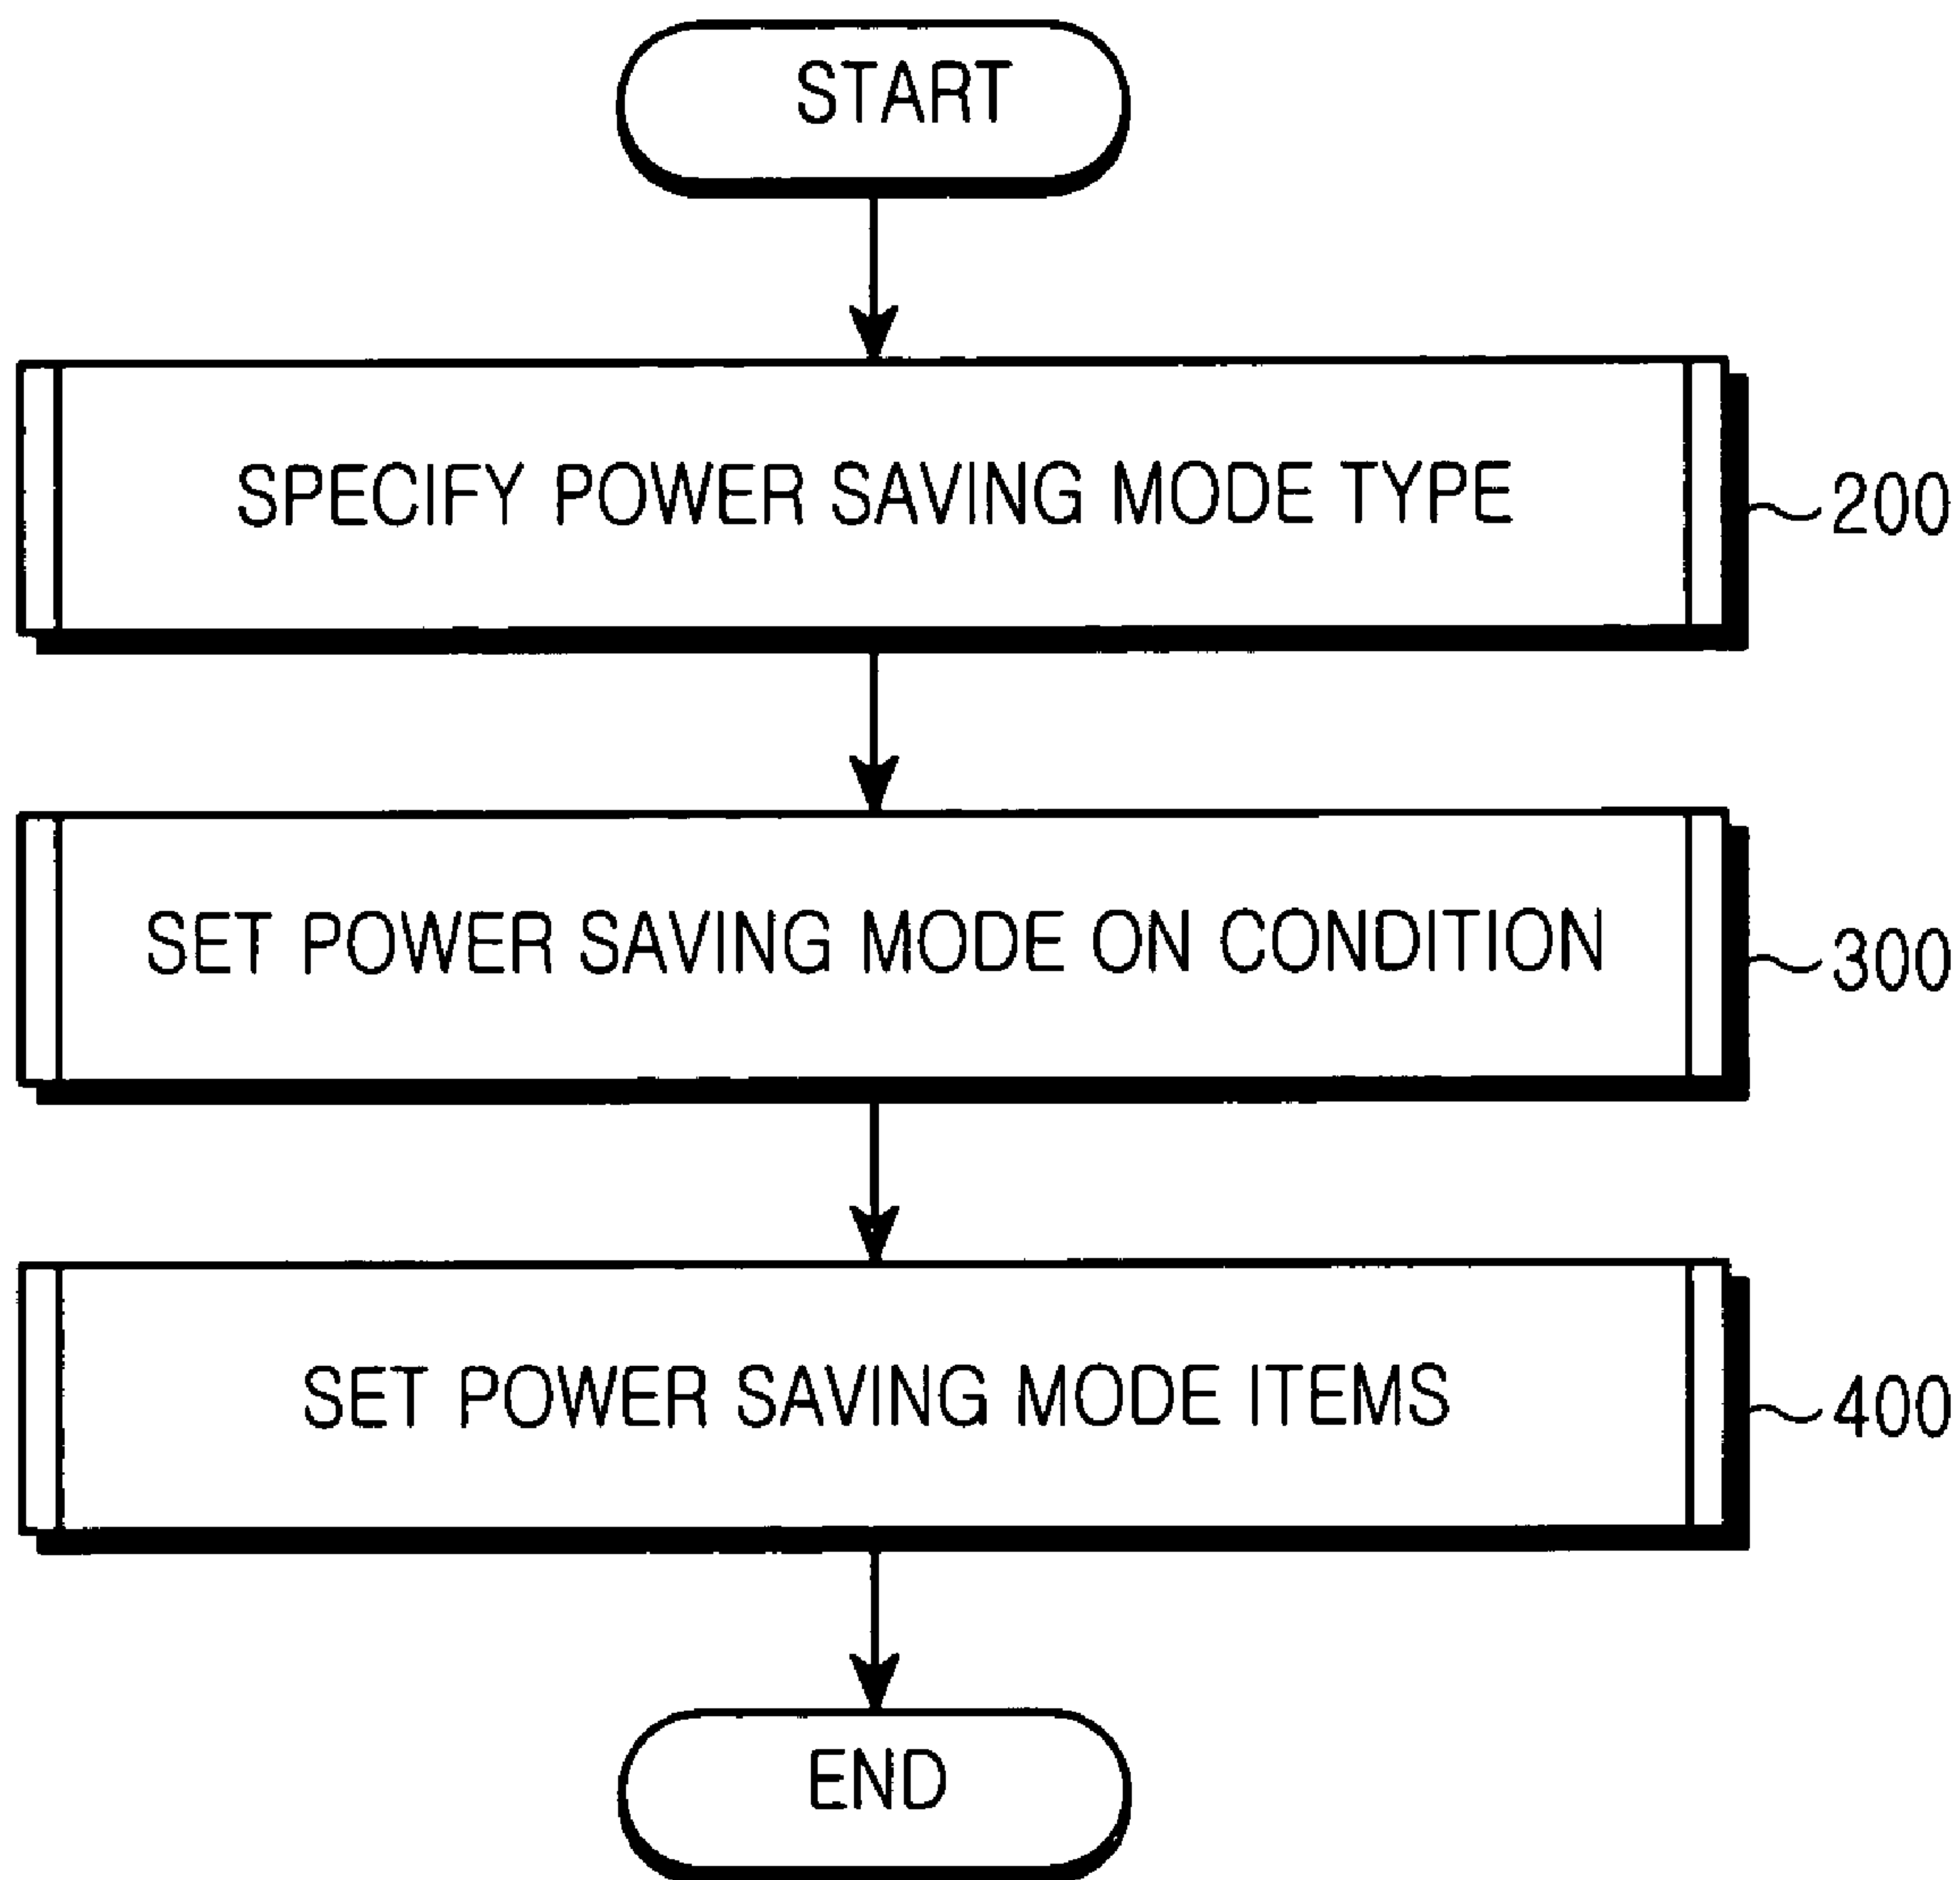 START
SPECIFY POWER SAVING MODE TYPE
200
SET POWER SAVING MODE ON CONDITION
300
SET POWER SAVING MODE ITEMS
400
END